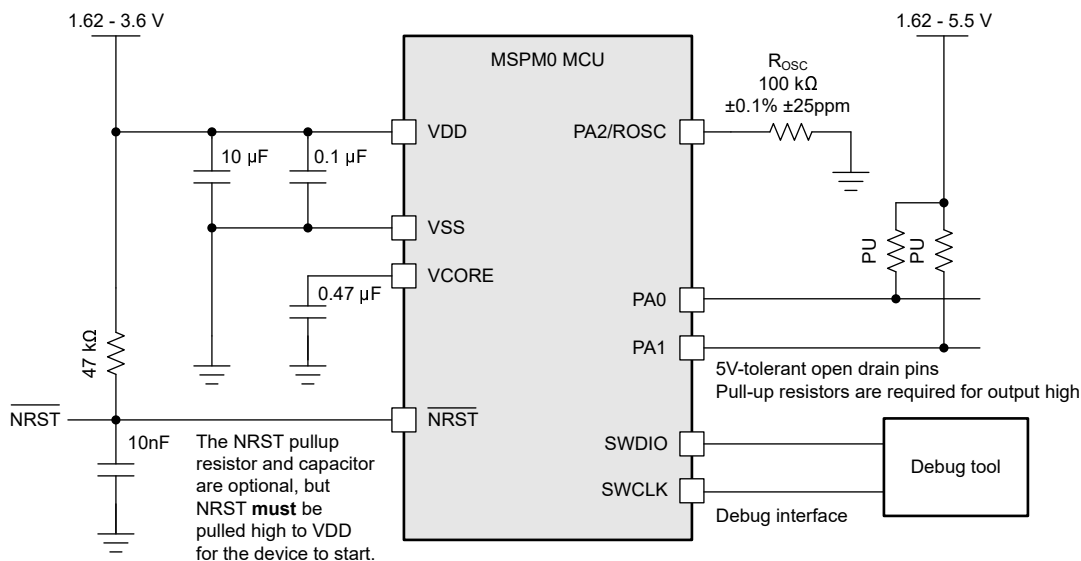 1.62 - 3.6 V
1.62 - 5.5 V
MSPM0 MCU
R_OSC
100 kΩ
±0.1% ±25ppm
VDD
PA2/ROSC
10 µF
0.1 µF
VSS
VCORE
0.47 µF
PU
PU
PA0
PA1
47 kΩ
5V-tolerant open drain pins
Pull-up resistors are required for output high
NRST
NRST
10nF
The NRST pullup
resistor and capacitor
are optional, but
NRST must be
pulled high to VDD
for the device to start.
SWDIO
SWCLK
Debug tool
Debug interface